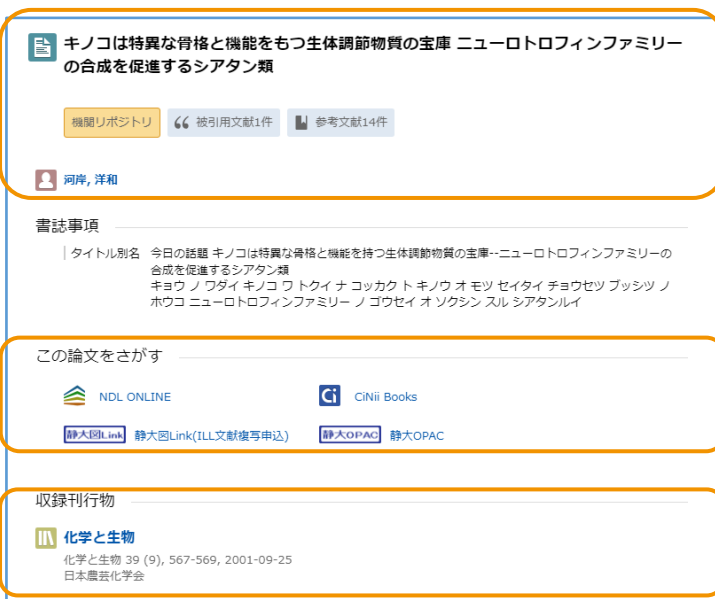 キノコは特異な骨格と機能をもつ生体調節物質の宝庫 ニューロトロフィンファミリー
の合成を促進するシアタン類
機関リポジトリ 被引用文献1件 参考文献14件
河岸, 洋和
書誌事項
タイトル別名 今日の話題 キノコは特異な骨格と機能を持つ生体調節物質の宝庫--ニューロトロフィンファミリーの
合成を促進するシアタン類
キョウ ノ ワダイ キノコ ワ トクイ ナ コッカク ト キノウ オ モツ セイタイ チョウセツ ブッシツ ノ
ホウコ ニューロトロフィンファミリー ノ ゴウセイ オ ソクシン スル シアタンルイ
この論文をさがす
NDL ONLINE Ci CiNii Books
静大図Link 静大図Link(ILL文献複写申込) 静大OPAC 静大OPAC
収録刊行物
化学と生物
化学と生物 39 (9), 567-569, 2001-09-25
日本農芸化学会